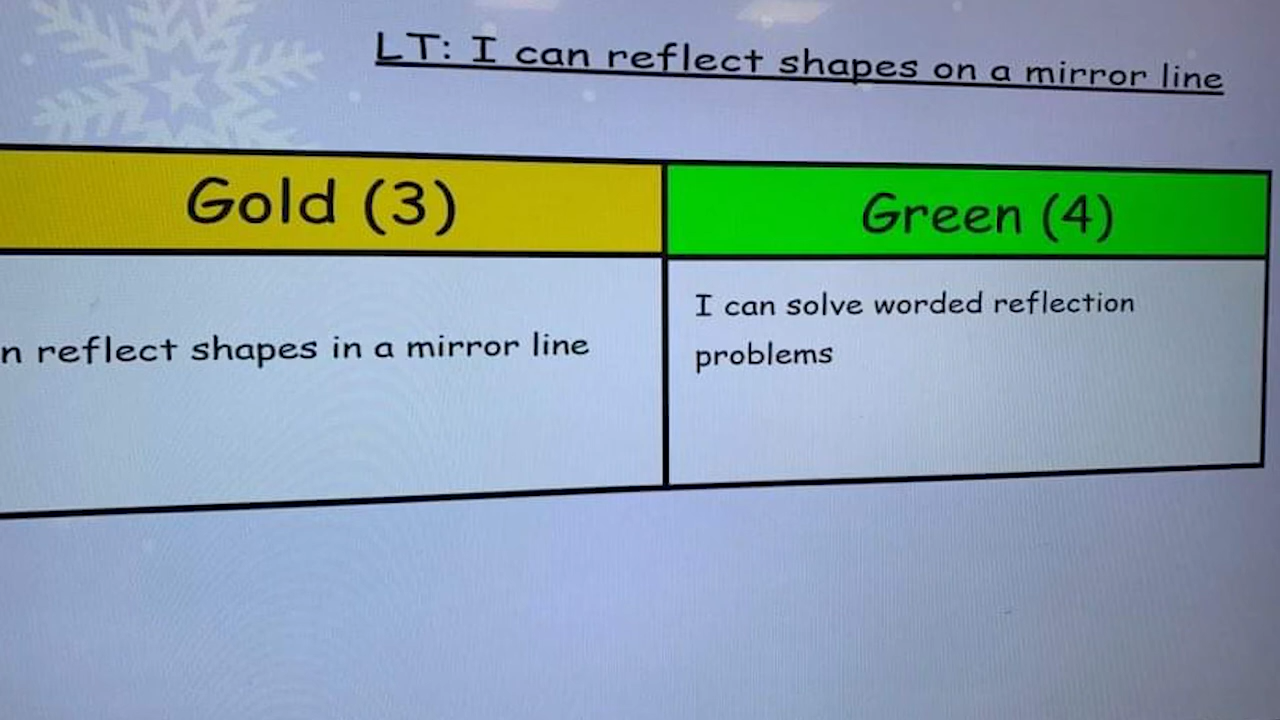 LT: I can reflect shapes on a mirror line
Gold (3)
Green (4)
reflect shapes in a mirror line
I can solve worded reflection
problems